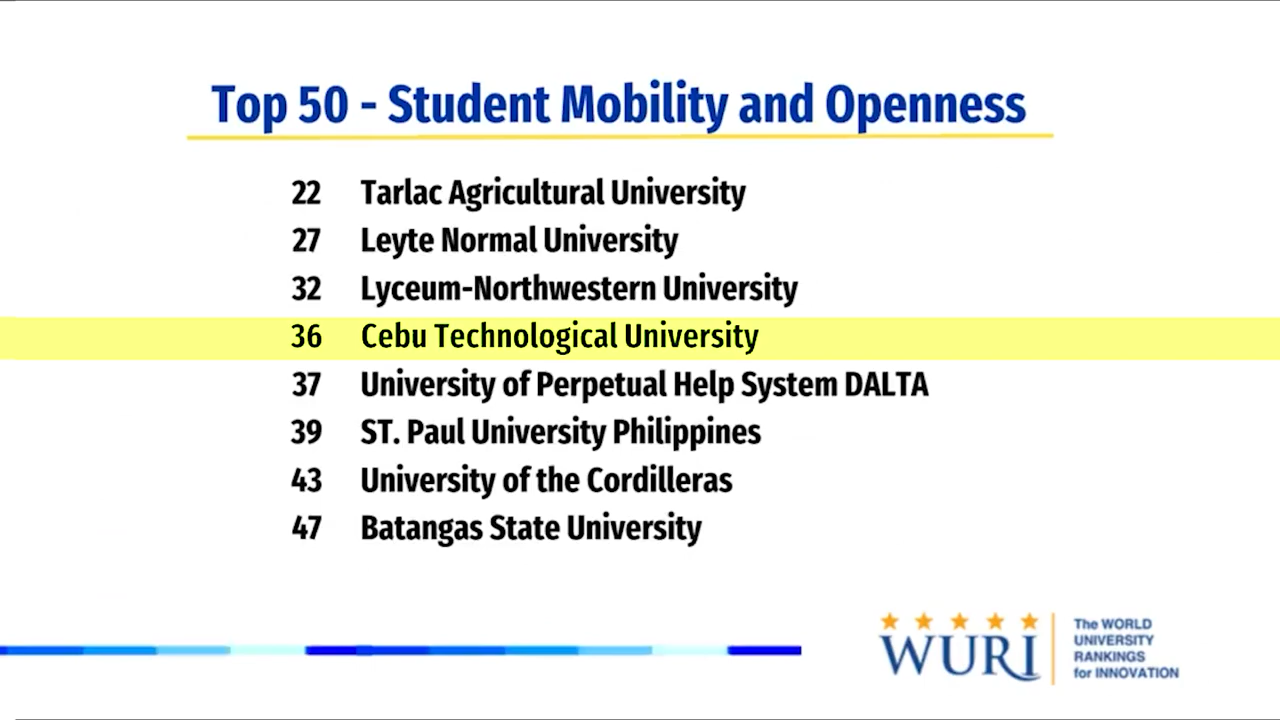 Top 50 - Student Mobility and Openness
22 Tarlac Agricultural University
27 Leyte Normal University
32 Lyceum-Northwestern University
36 Cebu Technological University
37 University of Perpetual Help System DALTA
39 ST. Paul University Philippines
43 University of the Cordilleras
47 Batangas State University
WURI
The WORLD
UNIVERSITY
RANKINGS
for INNOVATION